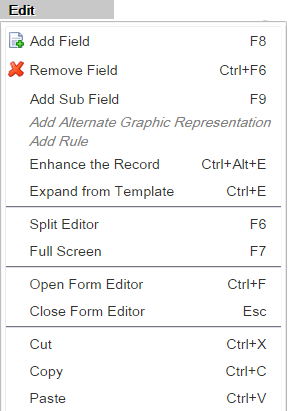 Edit
Add Field F8
Remove Field Ctrl+F6
Add Sub Field F9
Add Alternate Graphic Representation
Add Rule
Enhance the Record Ctrl+Alt+E
Expand from Template Ctrl+E
Split Editor F6
Full Screen F7
Open Form Editor Ctrl+F
Close Form Editor Esc
Cut Ctrl+X
Copy Ctrl+C
Paste Ctrl+V